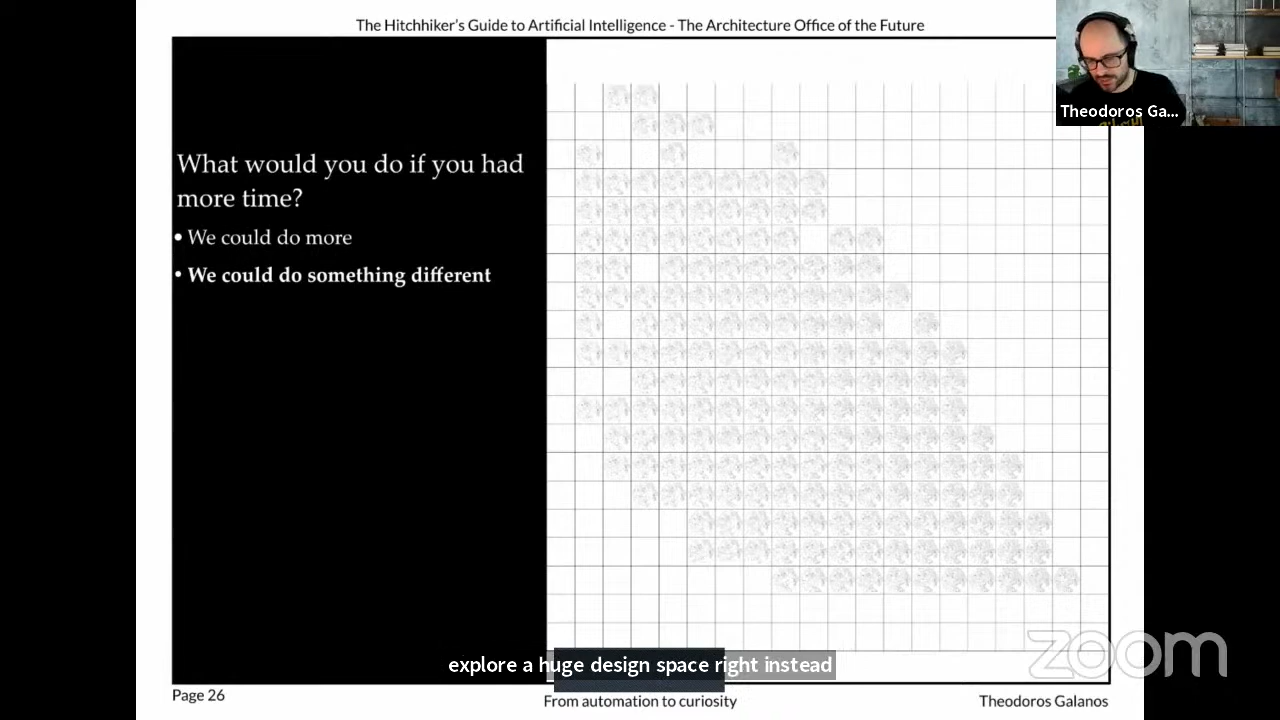 The Hitchhiker's Guide to Artificial Intelligence - The Architecture Office of the Future
Theodoros Ga...
What would you do if you had
more time?
• We could do more
• We could do something different
zoom
explore a huge design space right instead
Page 26
From automation to curiosity
Theodoros Galanos